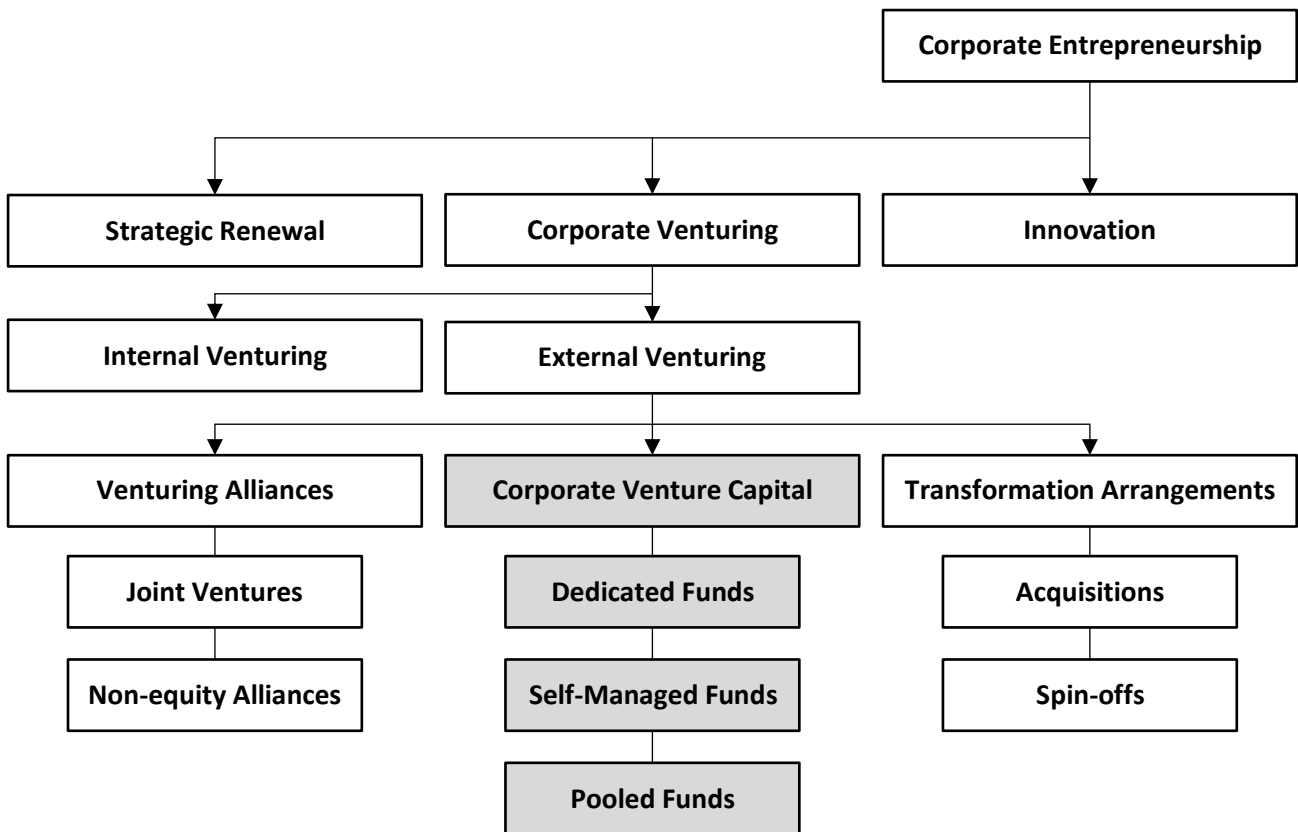 Corporate Entrepreneurship
Strategic Renewal
Corporate Venturing
Innovation
Internal Venturing
External Venturing
Venturing Alliances
Corporate Venture Capital
Transformation Arrangements
Joint Ventures
Dedicated Funds
Acquisitions
Non-equity Alliances
Self-Managed Funds
Spin-offs
Pooled Funds